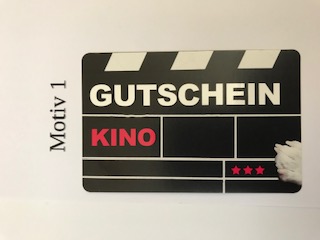 Motiv 1
GUTSCHEIN
KINO